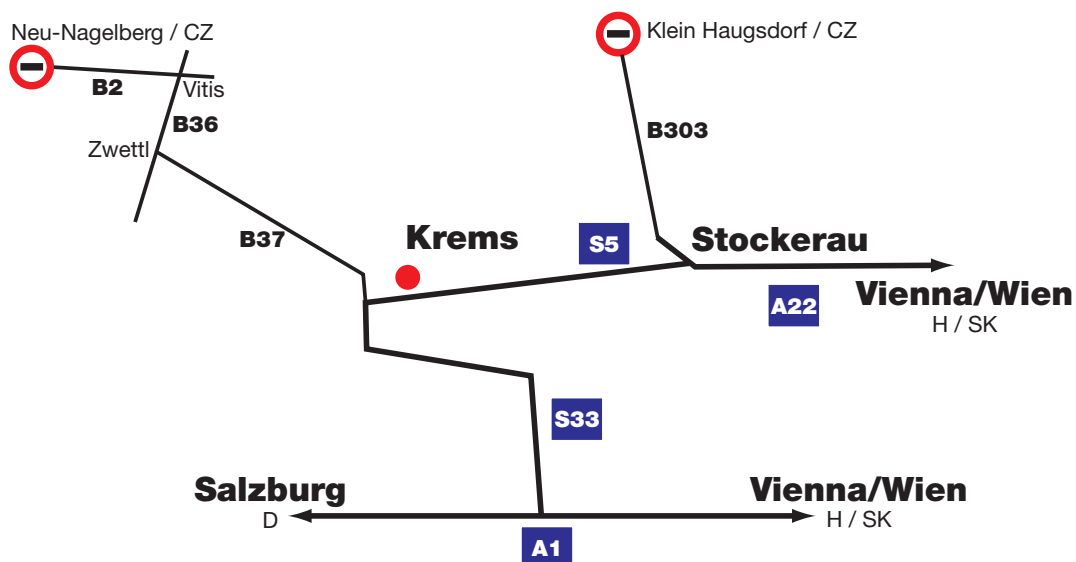 Neu-Nagelberg / CZ
Klein Haugsdorf / CZ
B2
Vitis
B36
B303
Zwettl
B37
Krems
S5
Stockerau
A22
Vienna/Wien
H / SK
S33
Salzburg
D
Vienna/Wien
H / SK
A1